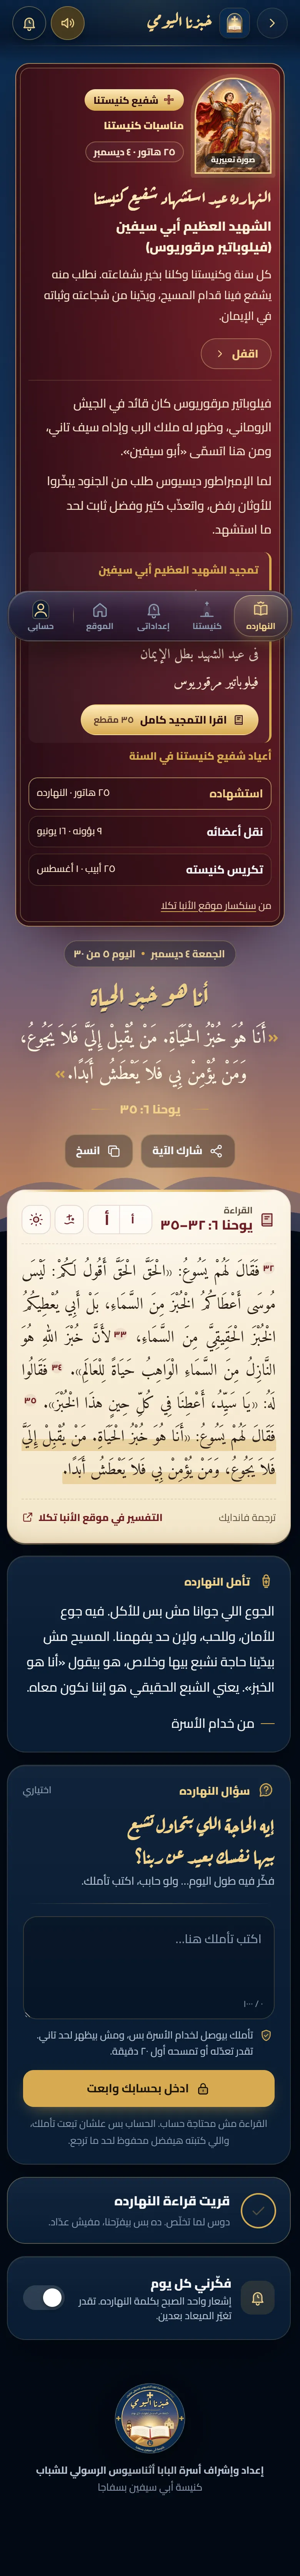 خبزنا اليومي
شفيع كنيستنا
مناسبات كنيستنا
٢٥ هاتور · ٤ ديسمبر
صورة تعبيرية
النهارده عيد استشهاد شفيع كنيستنا
الشهيد العظيم أبي سيفين
(فيلوباتير مرقوريوس)
كل سنة وكنيستنا وكلنا بخير بشفاعته. نطلب منه
يشفع فينا قدام المسيح، ويدّينا من شجاعته وثباته
في الإيمان.
اقفل
فيلوباتير مرقوريوس كان قائد في الجيش
الروماني، وظهر له ملاك الرب وإداه سيف تاني،
ومن هنا اتسمّى «أبو سيفين».
لما الإمبراطور ديسيوس طلب من الجنود يبخّروا
للأوثان رفض، واتعذّب كتير وفضل ثابت لحد
ما استشهد.
تمجيد الشهيد العظيم أبي سيفين
النهارده
كنيستنا
إعداداتي
الموقع
حسابي
في عيد الشهيد بطل الإيمان
فيلوباتير مرقوريوس
اقرا التمجيد كامل ٣٥ مقطع
أعياد شفيع كنيستنا في السنة
استشهاده
٢٥ هاتور · النهارده
نقل أعضائه
٩ بؤونه · ١٦ يونيو
تكريس كنيسته
٢٥ أبيب · ١ أغسطس
من سنكسار موقع الأنبا تكلا
الجمعة ٤ ديسمبر • اليوم ٥ من ٣٠
أنا هو خبز الحياة
«أَنَا هُوَ خُبْزُ الْحَيَاةِ. مَنْ يُقْبِلْ إِلَيَّ فَلاَ يَجُوعُ،
وَمَنْ يُؤْمِنْ بِي فَلاَ يَعْطَشُ أَبَدًا.»
يوحنا ٦: ٣٥
شارك الآية
انسخ
القراءة
يوحنا ٦: ٣٢–٣٥
أ
أ
٣٢ فَقَالَ لَهُمْ يَسُوعُ: «الْحَقَّ الْحَقَّ أَقُولُ لَكُمْ: لَيْسَ
مُوسَى أَعْطَاكُمُ الْخُبْزَ مِنَ السَّمَاءِ، بَلْ أَبِي يُعْطِيكُمُ
الْخُبْزَ الْحَقِيقِيَّ مِنَ السَّمَاءِ، ٣٣ لأَنَّ خُبْزَ اللهِ هُوَ
النَّازِلُ مِنَ السَّمَاءِ الْوَاهِبُ حَيَاةً لِلْعَالَمِ». ٣٤ فَقَالُوا
لَهُ: «يَا سَيِّدُ، أَعْطِنَا فِي كُلِّ حِينٍ هذَا الْخُبْزَ». ٣٥
فَقَالَ لَهُمْ يَسُوعُ: «أَنَا هُوَ خُبْزُ الْحَيَاةِ. مَنْ يُقْبِلْ إِلَيَّ
فَلاَ يَجُوعُ، وَمَنْ يُؤْمِنْ بِي فَلاَ يَعْطَشُ أَبَدًا.
ترجمة فاندايك
التفسير في موقع الأنبا تكلا
تأمل النهارده
الجوع اللي جوانا مش بس للأكل. فيه جوع
للأمان، وللحب، ولإن حد يفهمنا. المسيح مش
بيدّينا حاجة نشبع بيها وخلاص، هو بيقول «أنا هو
الخبز». يعني الشبع الحقيقي هو إننا نكون معاه.
— من خدام الأسرة
سؤال النهارده
اختياري
إيه الحاجة اللي بتحاول تشبع
بيها نفسك بعيد عن ربنا؟
فكّر فيه طول اليوم... ولو حابب، اكتب تأملك.
اكتب تأملك هنا...
٠ / ١٠٠٠
تأملك بيوصل لخدام الأسرة بس، ومش بيظهر لحد تاني.
تقدر تعدّله أو تمسحه أول ٢٠ دقيقة.
ادخل بحسابك وابعت
القراءة مش محتاجة حساب. الحساب بس علشان تبعت تأملك،
واللي كتبته هيفضل محفوظ لحد ما ترجع.
قريت قراءة النهارده
دوس لما تخلّص. ده بس بيفرّحنا، مفيش عدّاد.
فكّرني كل يوم
إشعار واحد الصبح بكلمة النهارده. تقدر
تغيّر الميعاد بعدين.
خبزنا اليومي
إعداد وإشراف أسرة البابا أثناسيوس الرسولي للشباب
كنيسة أبي سيفين بسفاجا